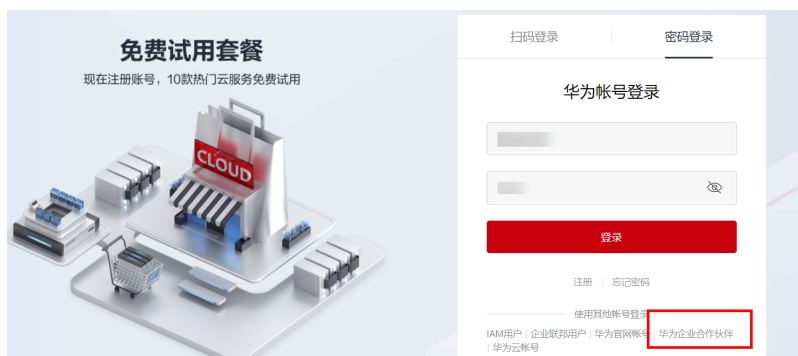 免费试用套餐
现在注册账号，10款热门云服务免费试用
CLOUD
扫码登录
密码登录
华为帐号登录
登录
注册 | 忘记密码
使用其他帐号登录
IAM用户 | 企业联邦用户 | 华为官网帐号 | 华为企业合作伙伴
| 华为云帐号